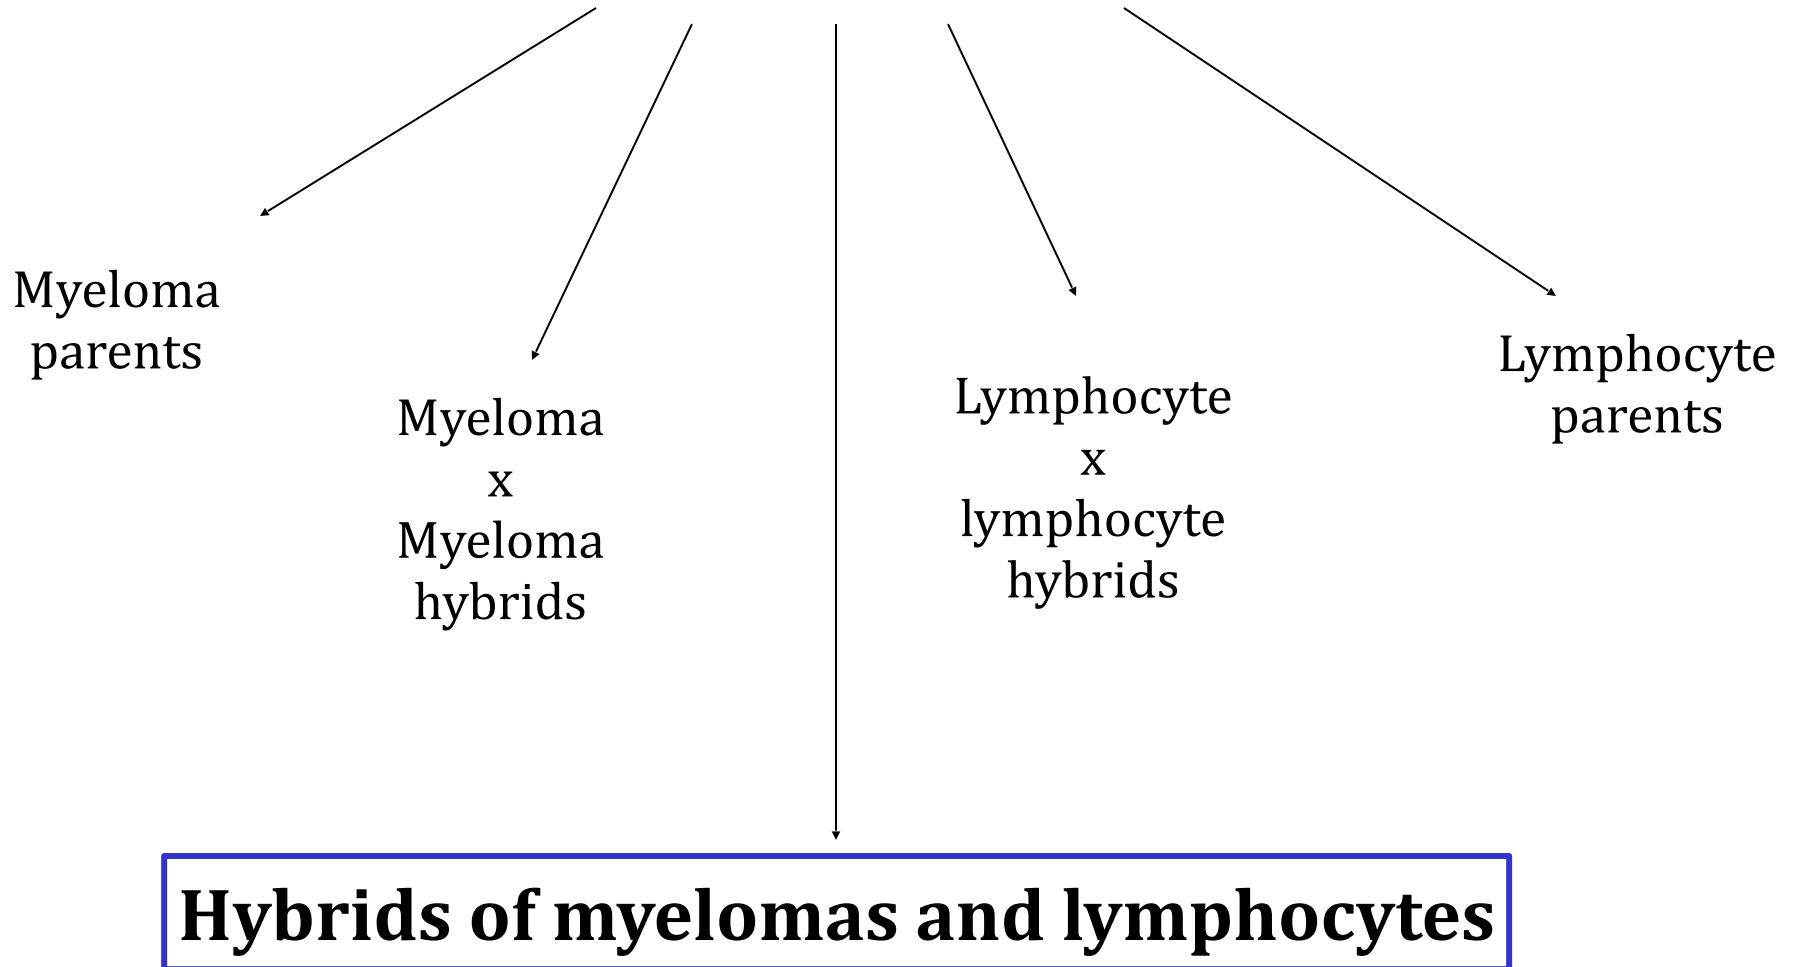 Myeloma
parents
Myeloma
x
Myeloma
hybrids
Lymphocyte
x
lymphocyte
hybrids
Lymphocyte
parents
Hybrids of myelomas and lymphocytes